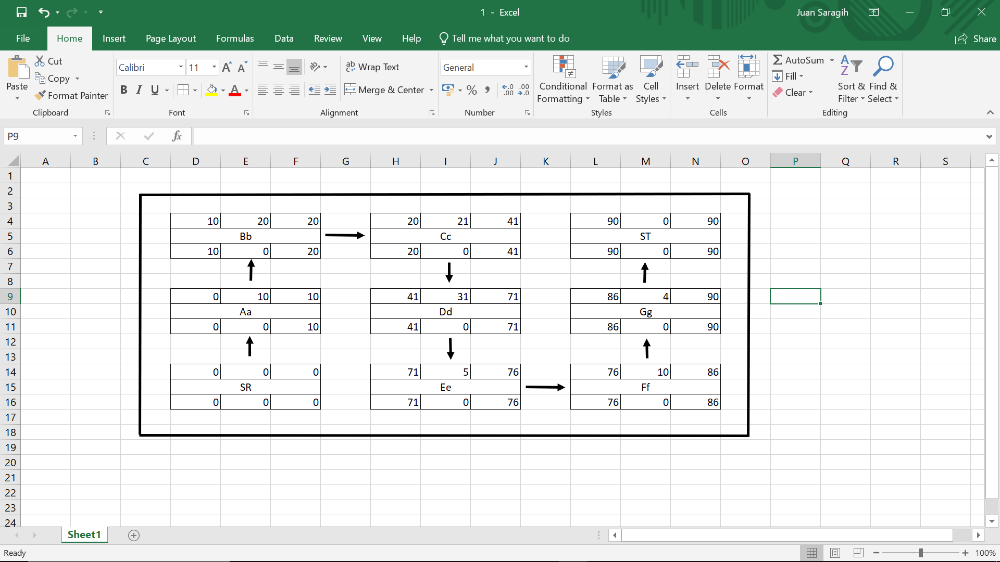 1 - Excel
Juan Saragih
File Home Insert Page Layout Formulas Data Review View Help Tell me what you want to do Share
Paste
Cut
Copy
Format Painter
Clipboard
Calibri 11 A A
B I U A
Font
ab Wrap Text
Merge & Center
Alignment
General
% , .0 .00 .00 .0
Number
Conditional Formatting
Format as Table
Cell Styles
Styles
Insert Delete Format
Cells
AutoSum
Fill
Clear
Sort & Filter
Find & Select
Editing
P9 fx
A B C D E F G H I J K L M N O P Q R S
1
2
3
4 10 20 20 20 21 41 90 0 90
5 Bb Cc ST
6 10 0 20 20 0 41 90 0 90
7
8
9 0 10 10 41 31 71 86 4 90
10 Aa Dd Gg
11 0 0 10 41 0 71 86 0 90
12
13
14 0 0 0 71 5 76 76 10 86
15 SR Ee Ff
16 0 0 0 71 0 76 76 0 86
17
18
19
20
21
22
23
24
Sheet1
Ready 100%